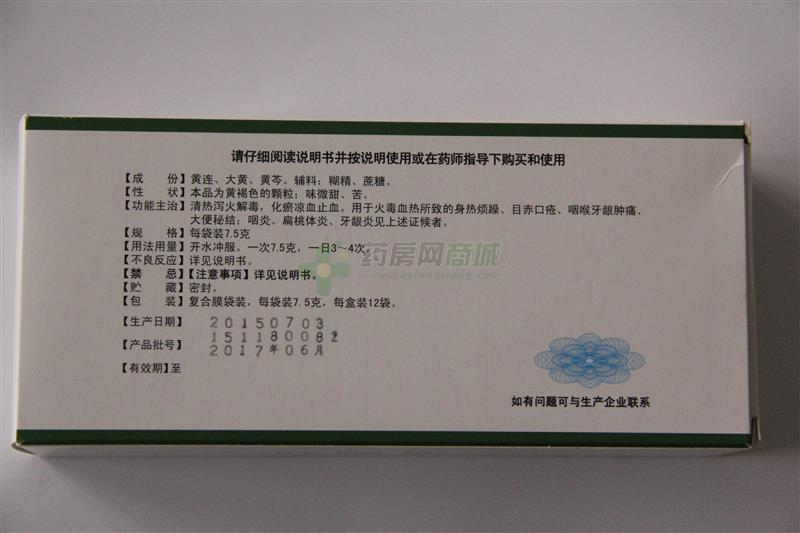 请仔细阅读说明书并按说明使用或在药师指导下购买和使用
【成　份】黄连、大黄、黄芩。辅料：糊精、蔗糖。
【性　状】本品为黄褐色的颗粒；味微甜、苦。
【功能主治】清热泻火解毒，化瘀凉血止血。用于火毒血热所致的身热烦躁、目赤口疮、咽喉牙龈肿痛、
大便秘结；咽炎、扁桃体炎、牙龈炎见上述证候者。
【规　格】每袋装7.5克
【用法用量】开水冲服。一次7.5克，一日3～4次。
【不良反应】详见说明书。
【禁　忌】【注意事项】详见说明书。
【贮　藏】密封。
【包　装】复合膜袋装，每袋装7.5克，每盒装12袋。
药房网商城
www.yaofangwang.com
【生产日期】 20150703
【产品批号】 151180082
【有效期】至 2017年06月
如有问题可与生产企业联系